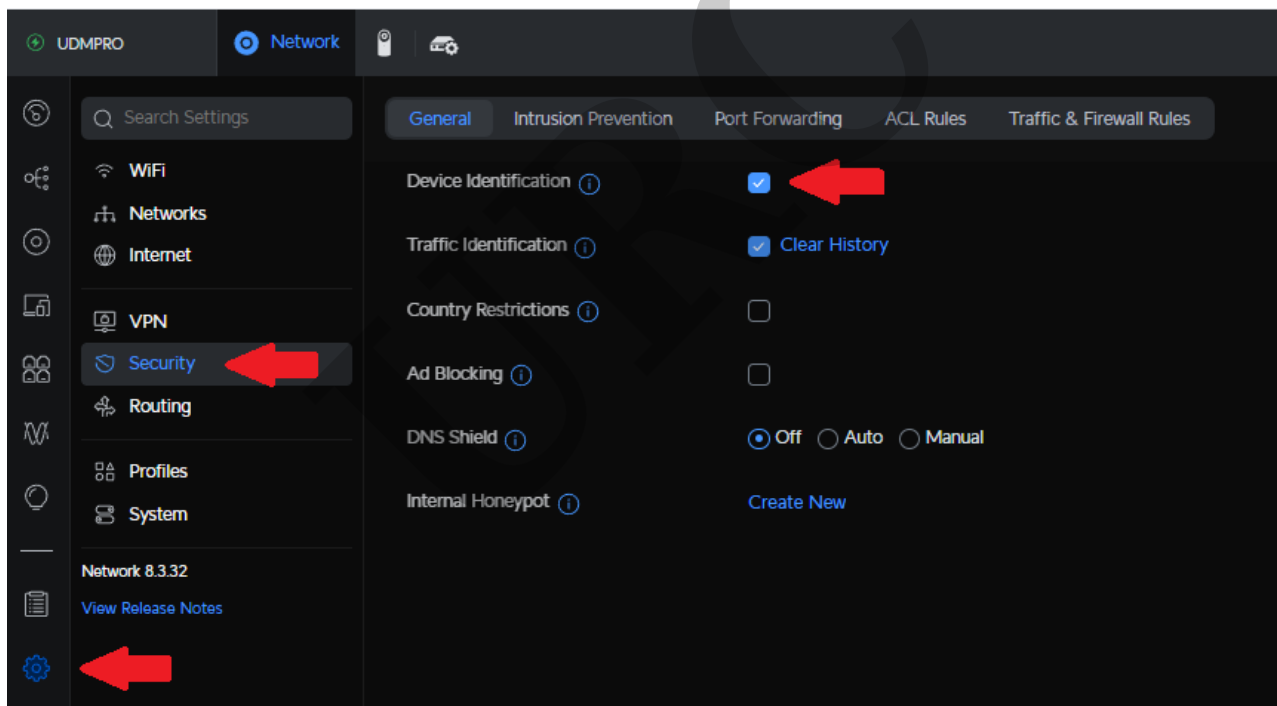 UDMPRO
Network
Search Settings
WiFi
Networks
Internet
VPN
Security
Routing
Profiles
System
Network 8.3.32
View Release Notes
General Intrusion Prevention Port Forwarding ACL Rules Traffic & Firewall Rules
Device Identification
Traffic Identification Clear History
Country Restrictions
Ad Blocking
DNS Shield Off Auto Manual
Internal Honeypot Create New
URC